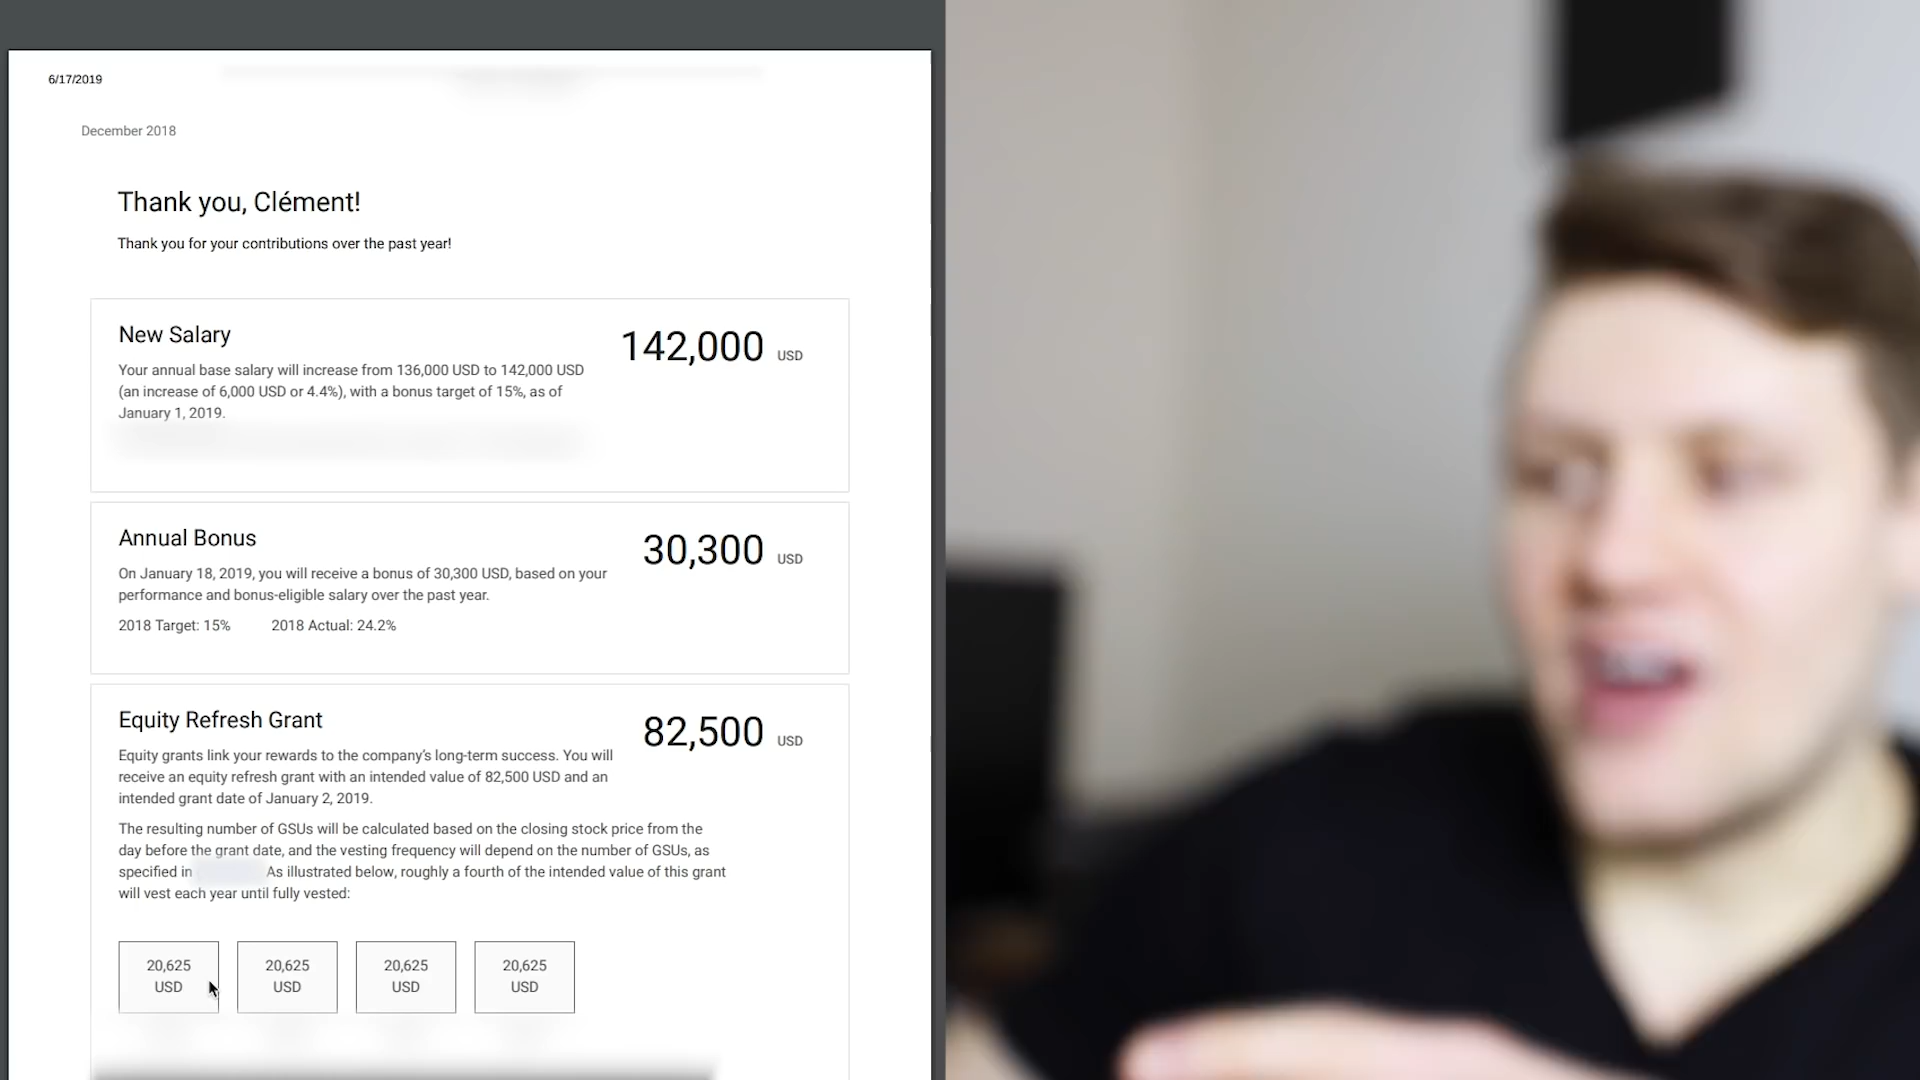 6/17/2019
December 2018
Thank you, Clément!
Thank you for your contributions over the past year!
New Salary
142,000 USD
Your annual base salary will increase from 136,000 USD to 142,000 USD
(an increase of 6,000 USD or 4.4%), with a bonus target of 15%, as of
January 1, 2019.
Annual Bonus
30,300 USD
On January 18, 2019, you will receive a bonus of 30,300 USD, based on your
performance and bonus-eligible salary over the past year.
2018 Target: 15% 2018 Actual: 24.2%
Equity Refresh Grant
82,500 USD
Equity grants link your rewards to the company's long-term success. You will
receive an equity refresh grant with an intended value of 82,500 USD and an
intended grant date of January 2, 2019.
The resulting number of GSUs will be calculated based on the closing stock price from the
day before the grant date, and the vesting frequency will depend on the number of GSUs, as
specified in As illustrated below, roughly a fourth of the intended value of this grant
will vest each year until fully vested:
20,625 20,625 20,625 20,625
USD USD USD USD